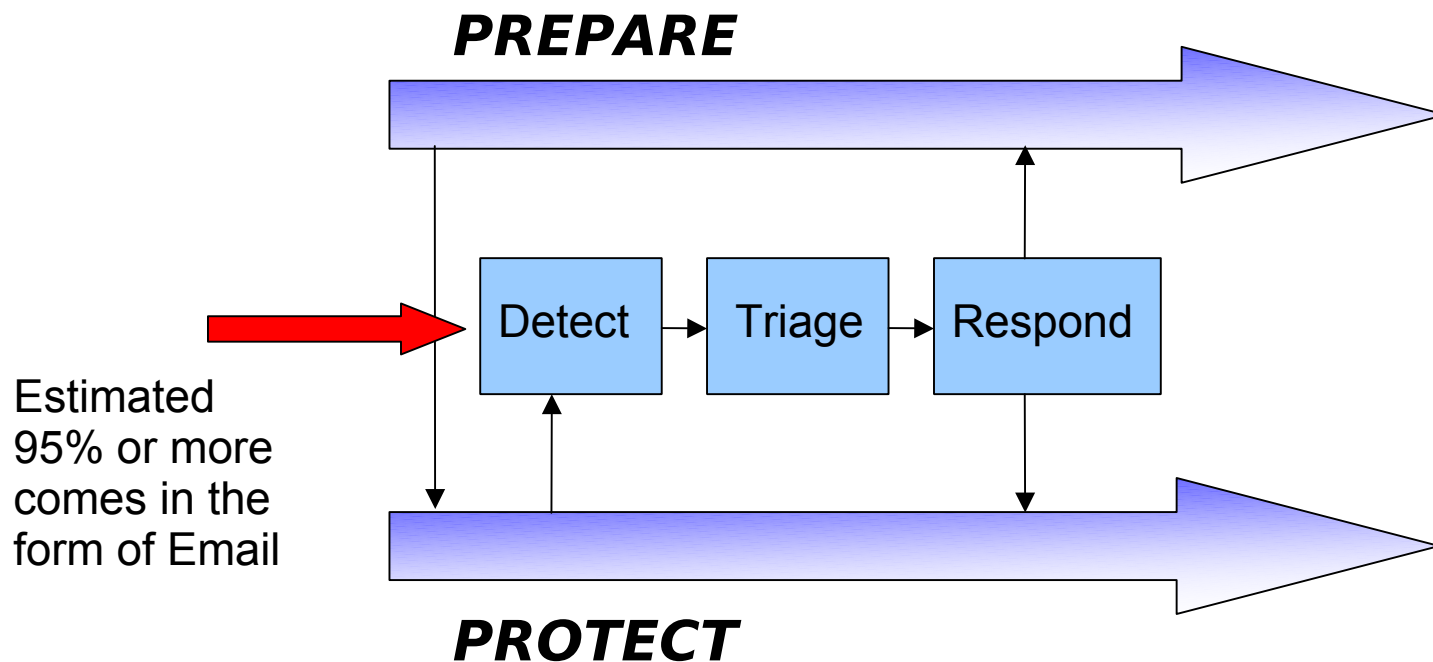 PREPARE
Detect
Triage
Respond
Estimated
95% or more
comes in the
form of Email
PROTECT